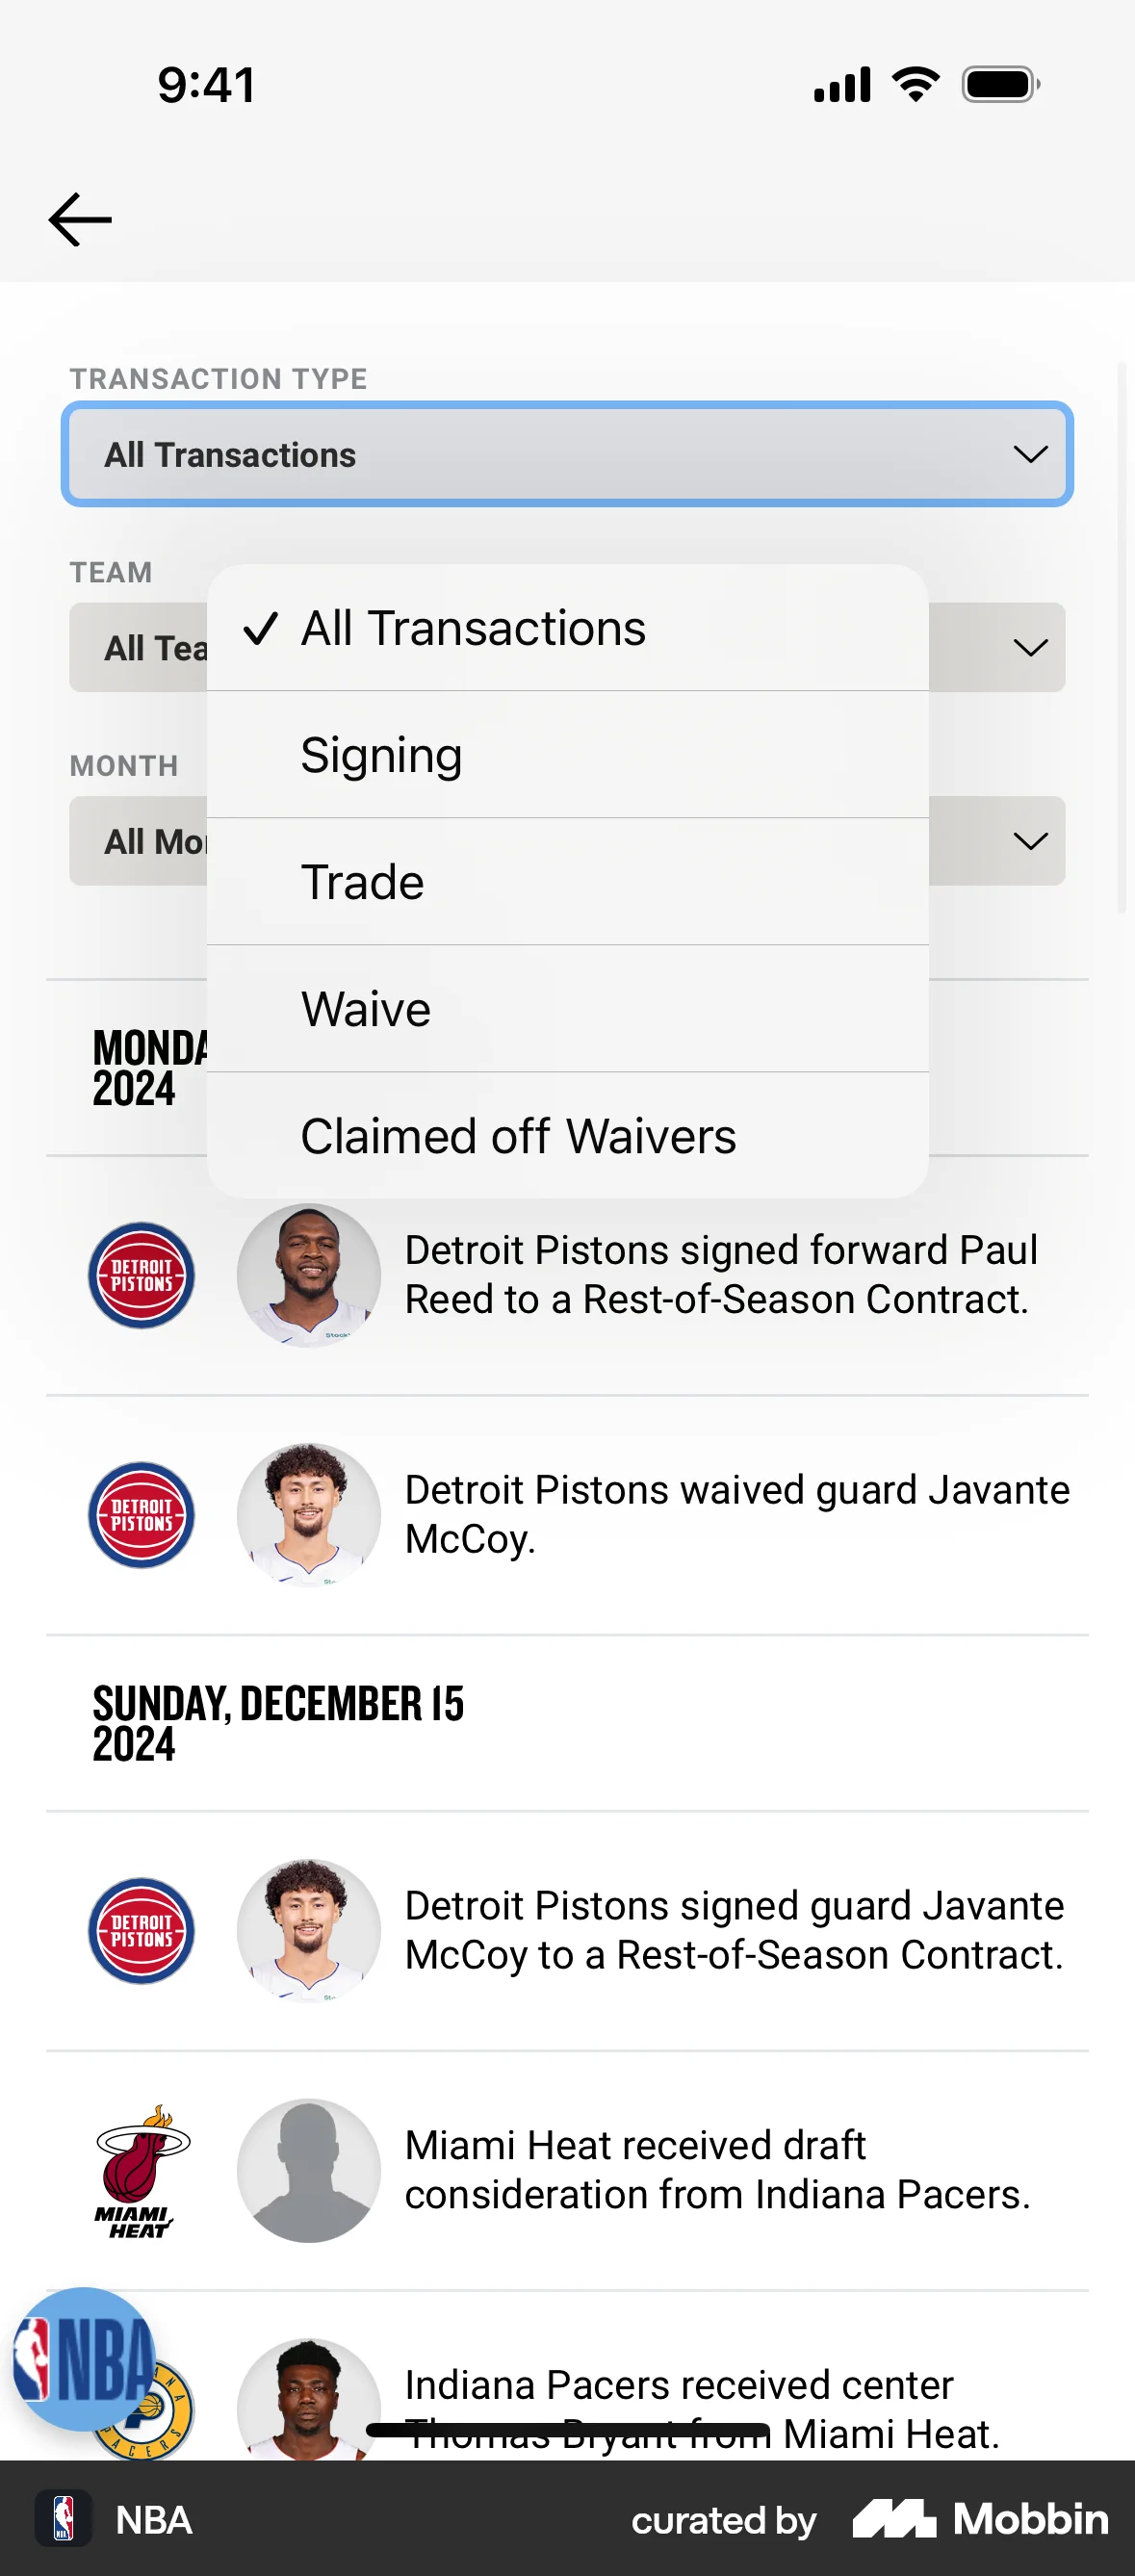 9:41
TRANSACTION TYPE
All Transactions
TEAM
All Tea
All Transactions
Signing
MONTH
All Mo
Trade
Waive
MONDA
2024
Claimed off Waivers
DETROIT
PISTONS
Detroit Pistons signed forward Paul
Reed to a Rest-of-Season Contract.
DETROIT
PISTONS
Detroit Pistons waived guard Javante
McCoy.
SUNDAY, DECEMBER 15
2024
DETROIT
PISTONS
Detroit Pistons signed guard Javante
McCoy to a Rest-of-Season Contract.
MIAMI
HEAT
Miami Heat received draft
consideration from Indiana Pacers.
NBA
PACERS
Indiana Pacers received center
Thomas Bryant from Miami Heat.
NBA
curated by Mobbin